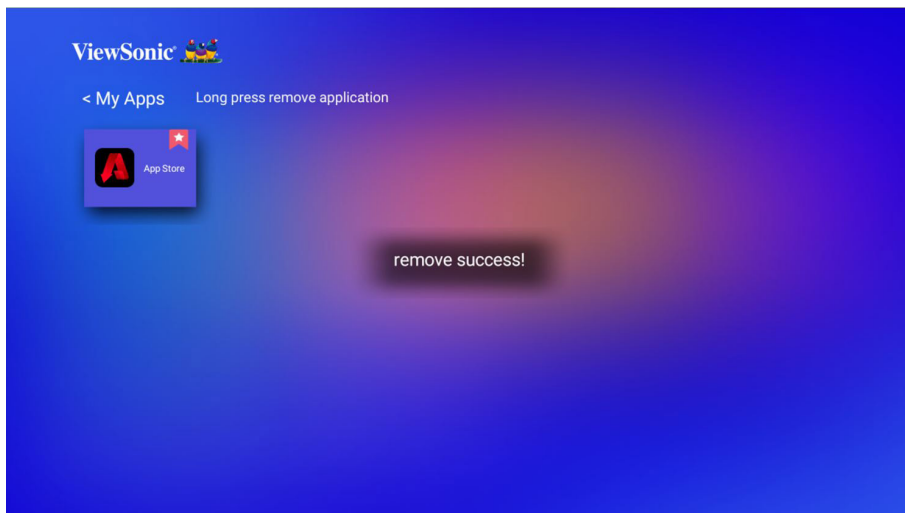 ViewSonic
< My Apps Long press remove application
App Store
remove success!